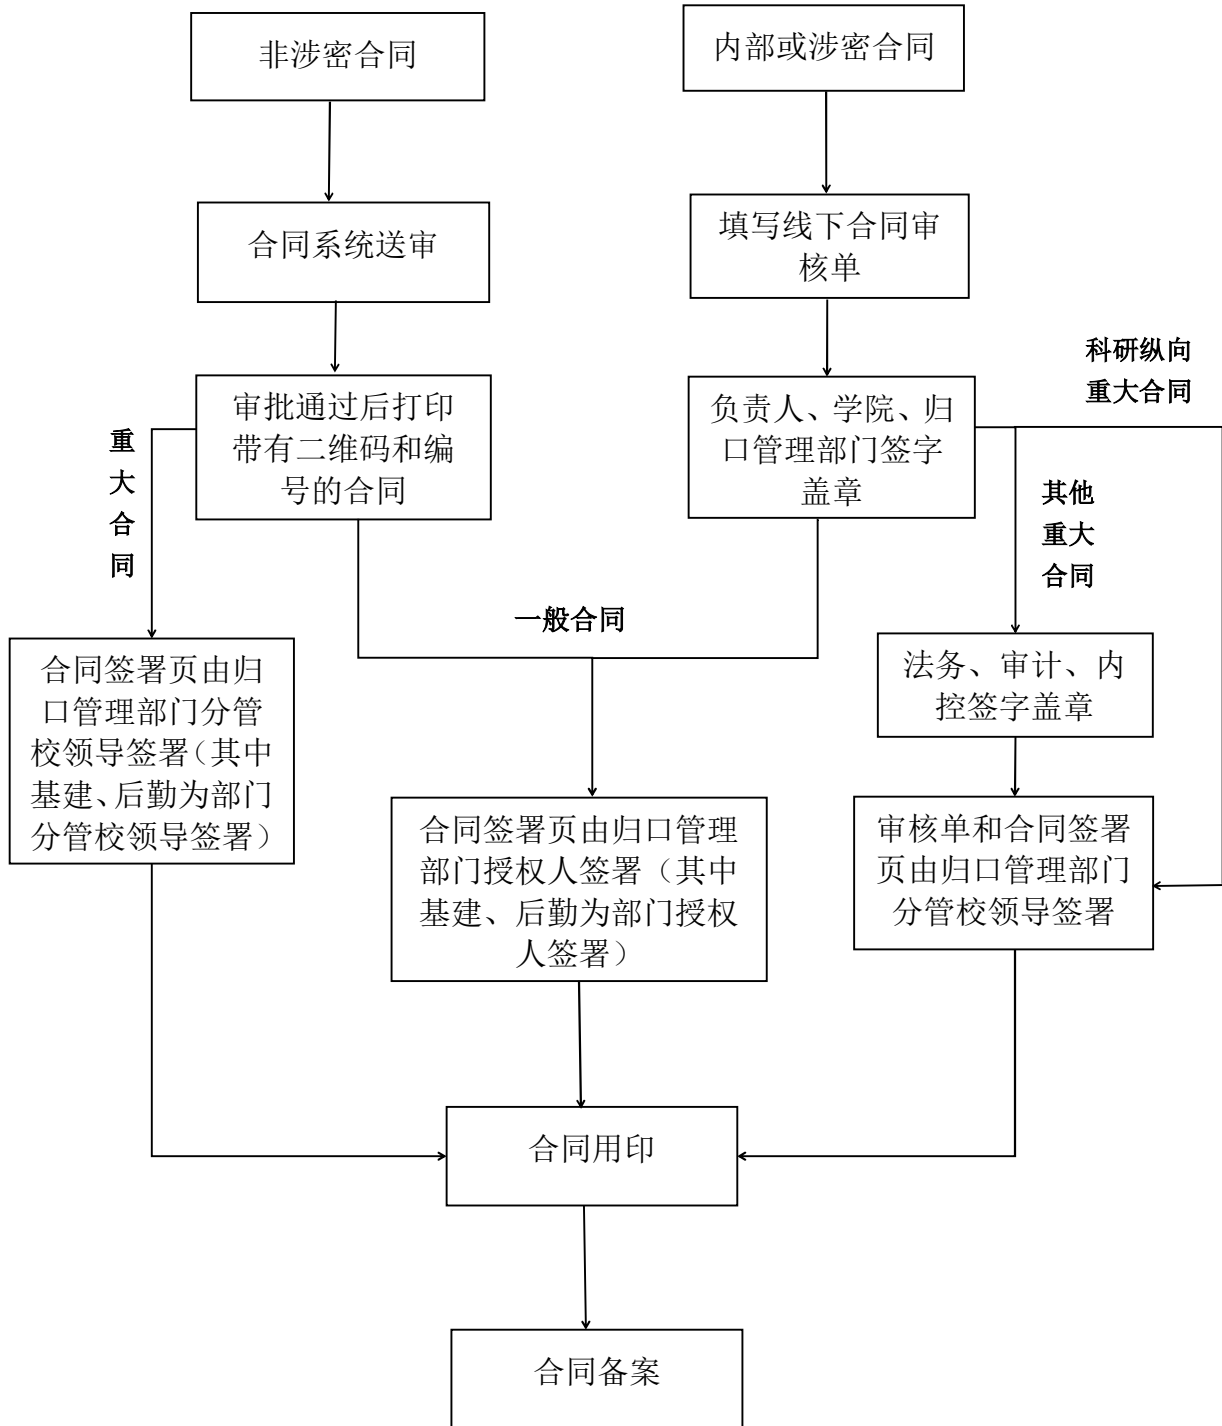 非涉密合同
内部或涉密合同
合同系统送审
填写线下合同审
核单
科研纵向
重大合同
审批通过后打印
带有二维码和编
号的合同
负责人、学院、归
口管理部门签字
盖章
重
大
合
同
其他
重大
合同
一般合同
合同签署页由归
口管理部门分管
校领导签署（其中
基建、后勤为部门
分管校领导签署）
法务、审计、内
控签字盖章
合同签署页由归口管理
部门授权人签署（其中
基建、后勤为部门授权
人签署）
审核单和合同签署
页由归口管理部门
分管校领导签署
合同用印
合同备案